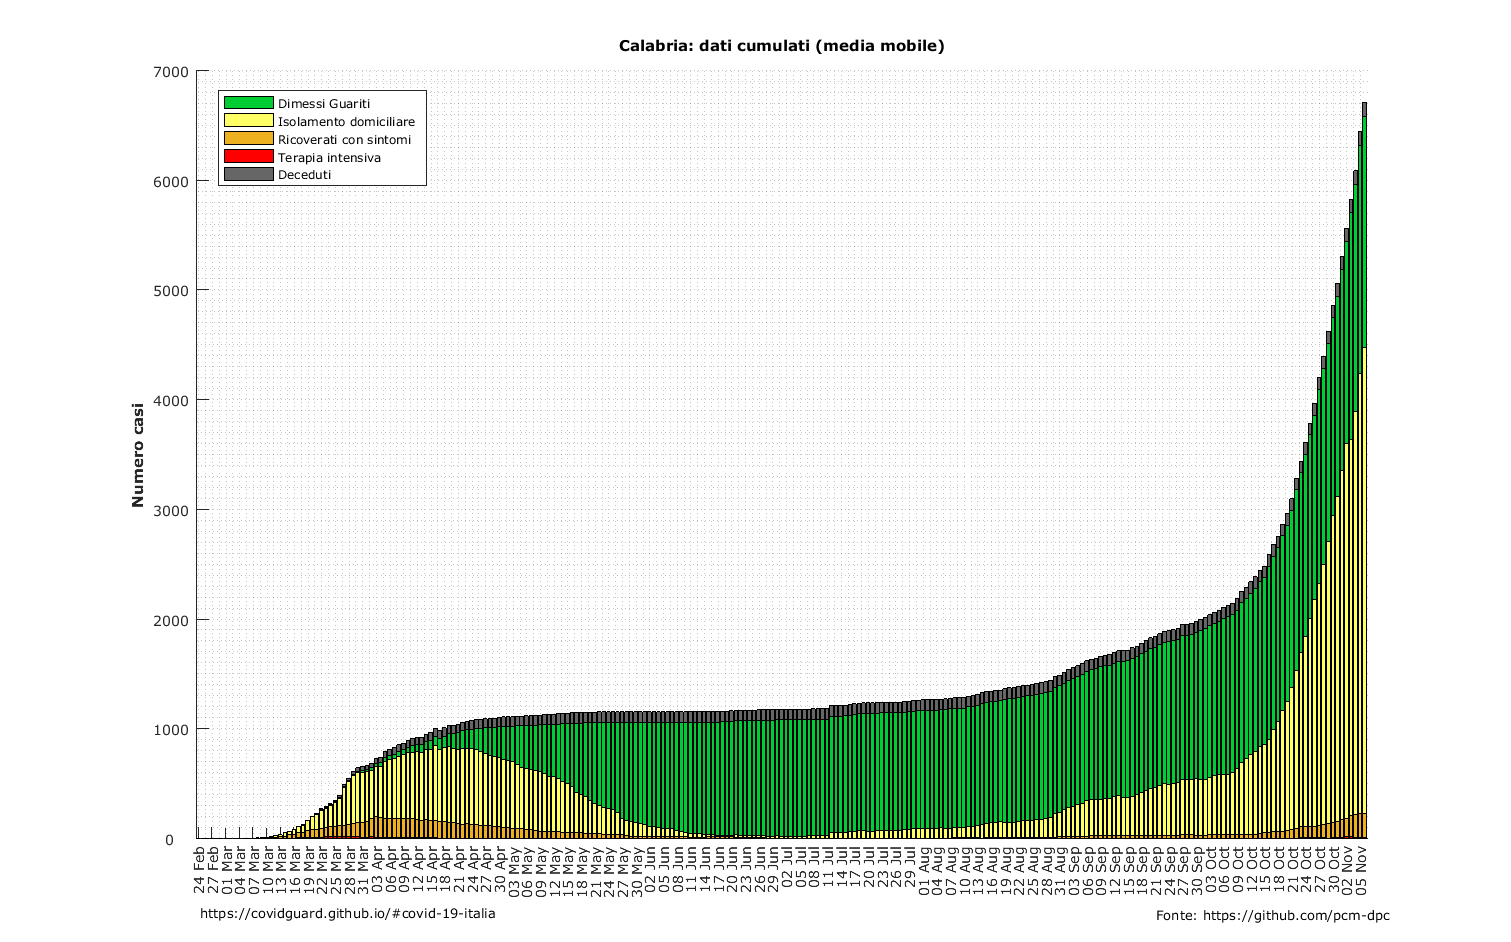 Calabria: dati cumulati (media mobile)
7000
6000
5000
4000
3000
2000
1000
0
Numero casi
Dimessi Guariti
Isolamento domiciliare
Ricoverati con sintomi
Terapia intensiva
Deceduti
24 Feb
27 Feb
01 Mar
04 Mar
07 Mar
10 Mar
13 Mar
16 Mar
19 Mar
22 Mar
25 Mar
28 Mar
31 Mar
03 Apr
06 Apr
09 Apr
12 Apr
15 Apr
18 Apr
21 Apr
24 Apr
27 Apr
30 Apr
03 May
06 May
09 May
12 May
15 May
18 May
21 May
24 May
27 May
30 May
02 Jun
05 Jun
08 Jun
11 Jun
14 Jun
17 Jun
20 Jun
23 Jun
26 Jun
29 Jun
02 Jul
05 Jul
08 Jul
11 Jul
14 Jul
17 Jul
20 Jul
23 Jul
26 Jul
29 Jul
01 Aug
04 Aug
07 Aug
10 Aug
13 Aug
16 Aug
19 Aug
22 Aug
25 Aug
28 Aug
31 Aug
03 Sep
06 Sep
09 Sep
12 Sep
15 Sep
18 Sep
21 Sep
24 Sep
27 Sep
30 Sep
03 Oct
06 Oct
09 Oct
12 Oct
15 Oct
18 Oct
21 Oct
24 Oct
27 Oct
30 Oct
02 Nov
05 Nov
https://covidguard.github.io/#covid-19-italia
Fonte: https://github.com/pcm-dpc